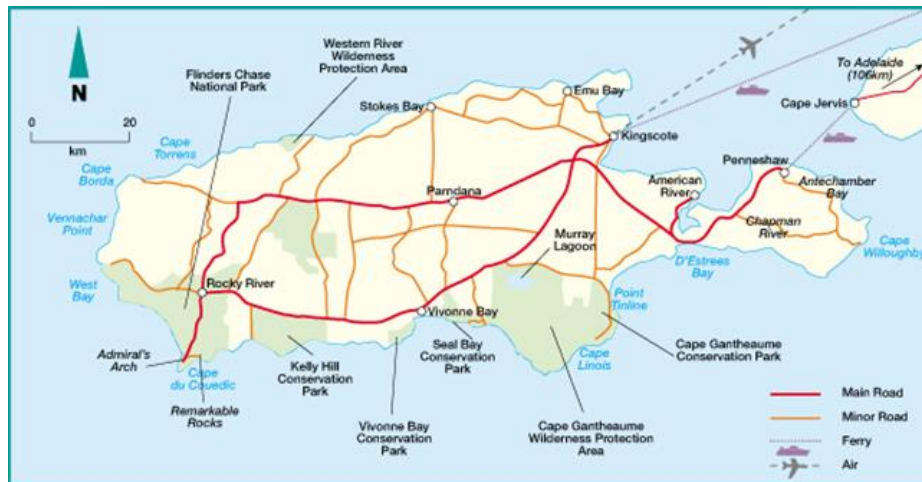 N
0
20
km
Flinders Chase
National Park
Western River
Wilderness
Protection Area
Stokes Bay
Emu Bay
Kingscote
To Adelaide
(106km)
Cape Jervis
Cape
Torrens
Cape
Borda
Vennachar
Point
Parndana
American
River
Penneshaw
Antechamber
Bay
Chapman
River
Cape
Willoughby
Murray
Lagoon
D'Estrees
Bay
West
Bay
Rocky River
Vivonne Bay
Point
Tinline
Seal Bay
Conservation
Park
Cape
Linois
Cape Gantheaume
Conservation Park
Admiral's
Arch
Cape
du Couedic
Kelly Hill
Conservation
Park
Remarkable
Rocks
Vivonne Bay
Conservation
Park
Cape Gantheaume
Wilderness Protection
Area
Main Road
Minor Road
Ferry
Air